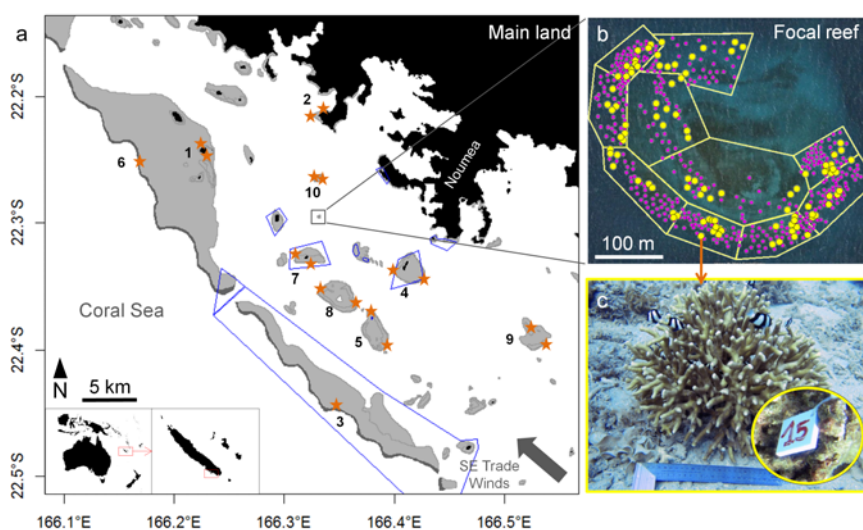 a
Main land
b
Focal reef
22.2°S
22.3°S
22.4°S
22.5°S
2
1
6
10
Noumea
7
4
8
5
9
3
Coral Sea
N
5 km
SE Trade
Winds
166.1°E
166.2°E
166.3°E
166.4°E
166.5°E
100 m
c
15